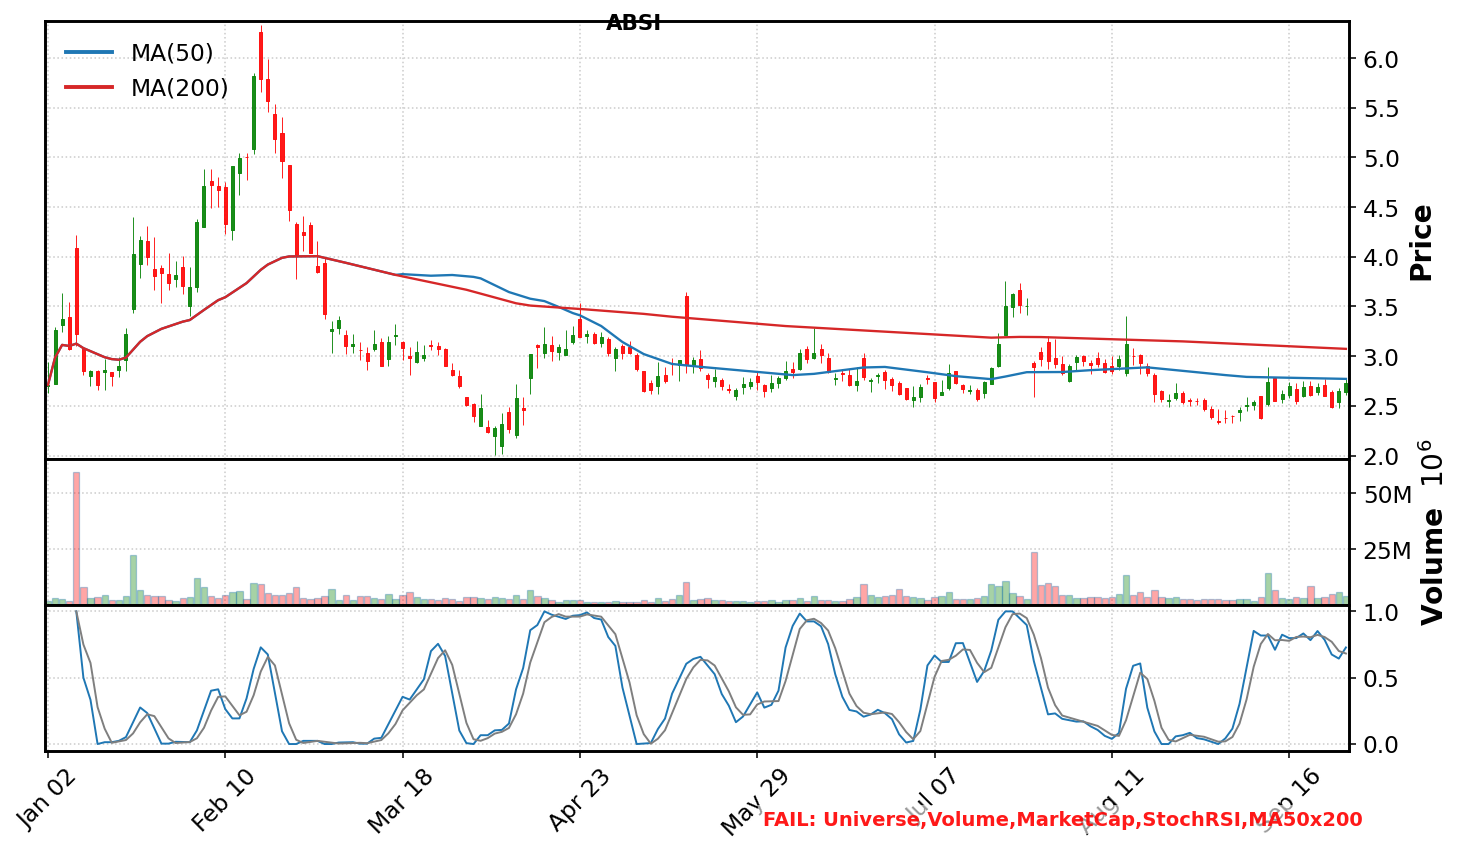 ABSI
MA(50)
MA(200)
6.0
5.5
5.0
4.5
4.0
3.5
3.0
2.5
2.0
Price
50M
25M
Volume 10^6
1.0
0.5
0.0
Jan 02
Feb 10
Mar 18
Apr 23
May 29
Jul 07
Aug 11
Sep 16
FAIL: Universe,Volume,MarketCap,StochRSI,MA50x200